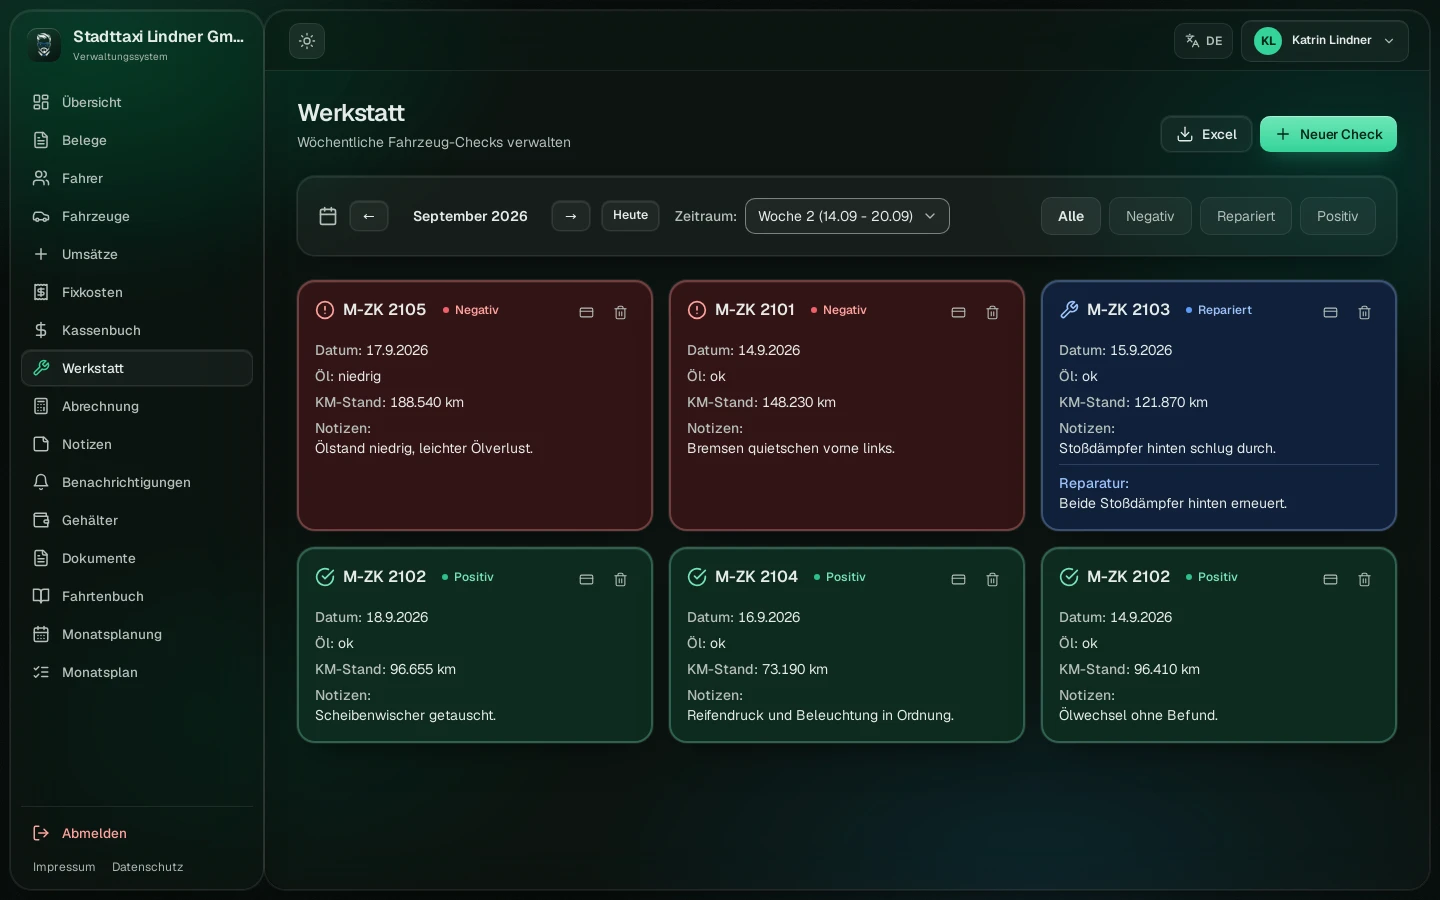 Stadttaxi Lindner Gm...
Verwaltungssystem
Übersicht
Belege
Fahrer
Fahrzeuge
Umsätze
Fixkosten
Kassenbuch
Werkstatt
Abrechnung
Notizen
Benachrichtigungen
Gehälter
Dokumente
Fahrtenbuch
Monatsplanung
Monatsplan
Abmelden
Impressum Datenschutz
DE
KL Katrin Lindner
Werkstatt
Wöchentliche Fahrzeug-Checks verwalten
Excel
+ Neuer Check
← September 2026 → Heute Zeitraum: Woche 2 (14.09 - 20.09)
Alle Negativ Repariert Positiv
M-ZK 2105 • Negativ
Datum: 17.9.2026
Öl: niedrig
KM-Stand: 188.540 km
Notizen:
Ölstand niedrig, leichter Ölverlust.
M-ZK 2101 • Negativ
Datum: 14.9.2026
Öl: ok
KM-Stand: 148.230 km
Notizen:
Bremsen quietschen vorne links.
M-ZK 2103 • Repariert
Datum: 15.9.2026
Öl: ok
KM-Stand: 121.870 km
Notizen:
Stoßdämpfer hinten schlug durch.
Reparatur:
Beide Stoßdämpfer hinten erneuert.
M-ZK 2102 • Positiv
Datum: 18.9.2026
Öl: ok
KM-Stand: 96.655 km
Notizen:
Scheibenwischer getauscht.
M-ZK 2104 • Positiv
Datum: 16.9.2026
Öl: ok
KM-Stand: 73.190 km
Notizen:
Reifendruck und Beleuchtung in Ordnung.
M-ZK 2102 • Positiv
Datum: 14.9.2026
Öl: ok
KM-Stand: 96.410 km
Notizen:
Ölwechsel ohne Befund.